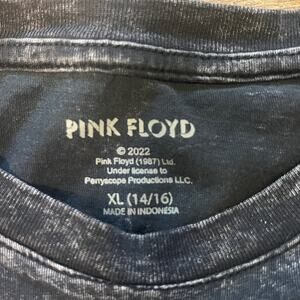 PINK FLOYD
© 2022
Pink Floyd (1987) Ltd.
Under license to
Perryscope Productions LLC.
XL (14/16)
MADE IN INDONESIA